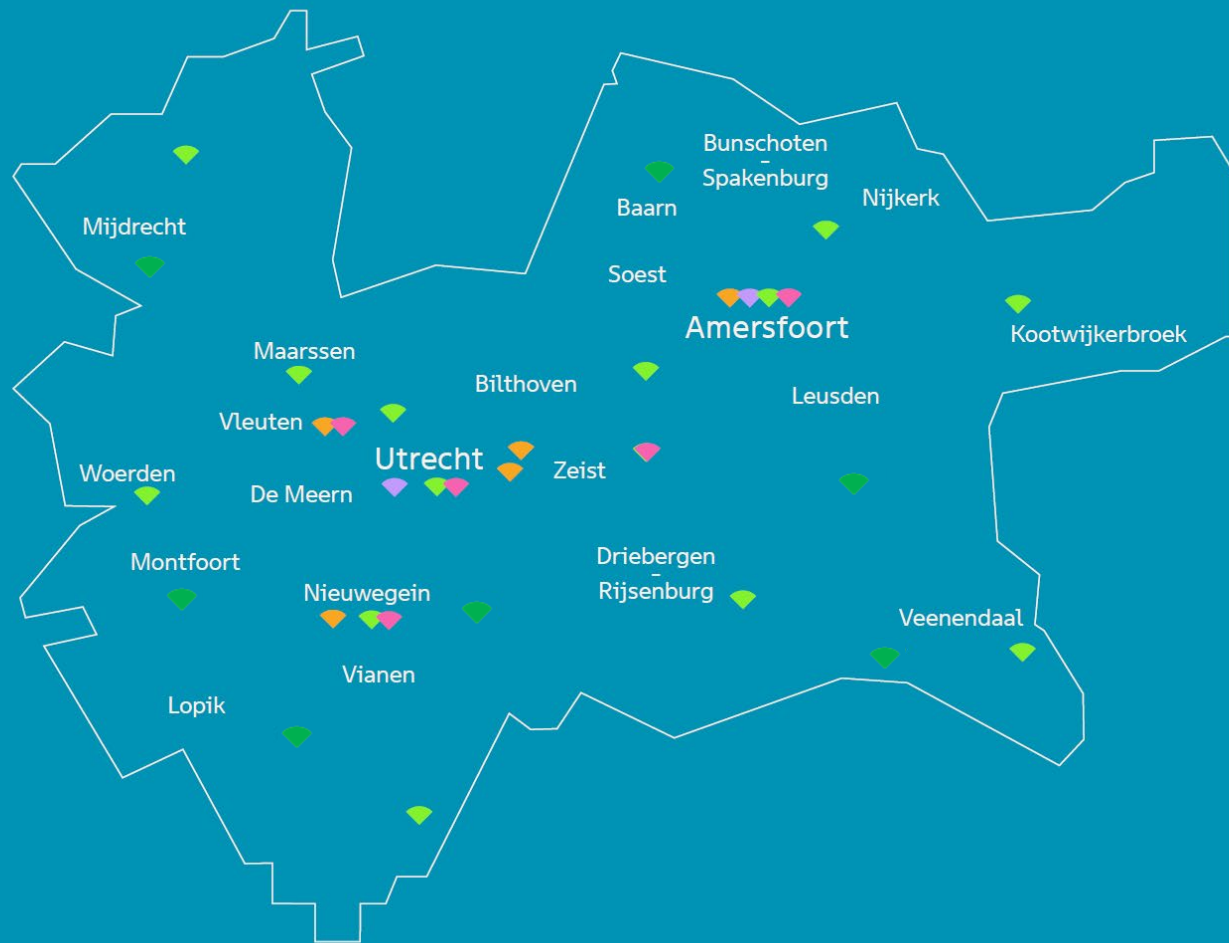 Bunschoten
-
Spakenburg
Nijkerk
Baarn
Mijdrecht
Soest
Amersfoort
Kootwijkerbroek
Maarssen
Bilthoven
Leusden
Vleuten
Utrecht
Zeist
Woerden
De Meern
Montfoort
Driebergen
-
Rijsenburg
Nieuwegein
Veenendaal
Vianen
Lopik